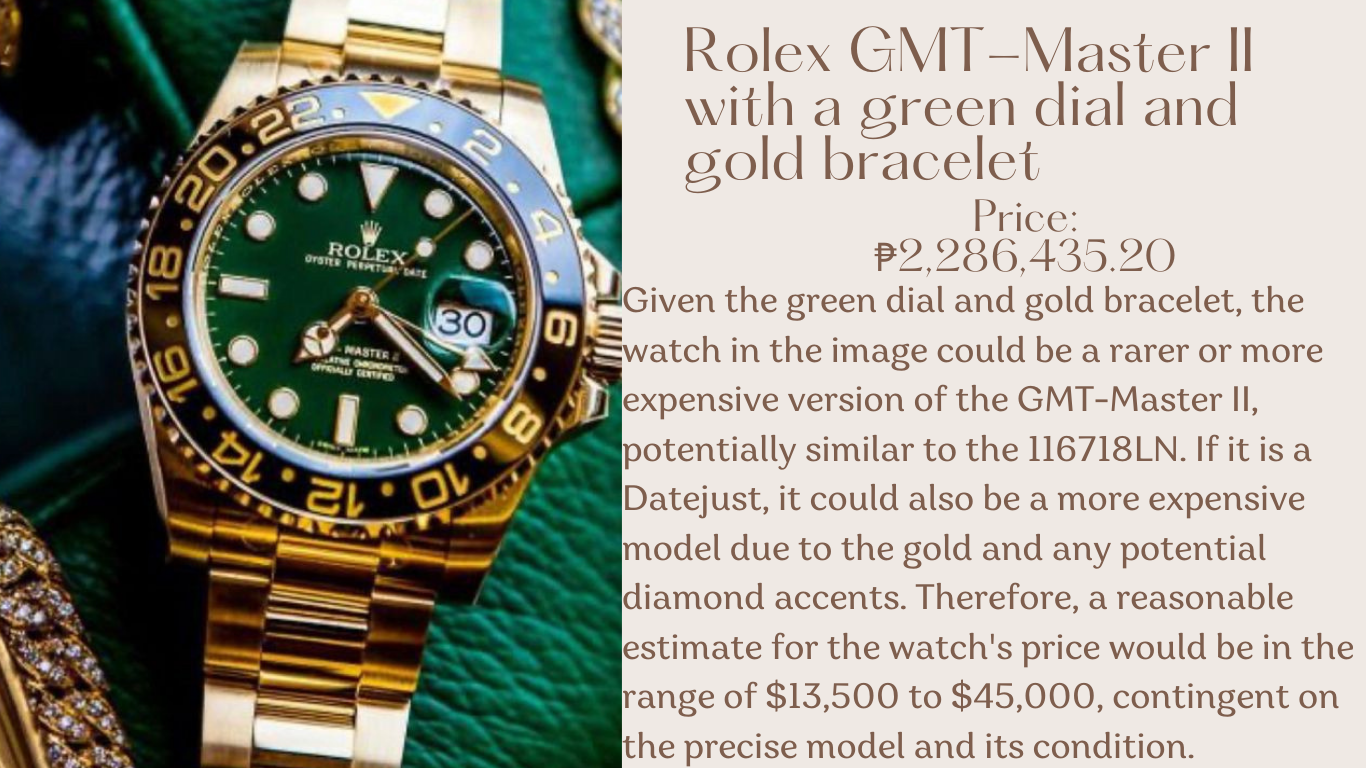 Rolex GMT-Master II
with a green dial and
gold bracelet
Price:
₱2,286,435.20
Given the green dial and gold bracelet, the
watch in the image could be a rarer or more
expensive version of the GMT-Master II,
potentially similar to the 116718LN. If it is a
Datejust, it could also be a more expensive
model due to the gold and any potential
diamond accents. Therefore, a reasonable
estimate for the watch's price would be in the
range of $13,500 to $45,000, contingent on
the precise model and its condition.
22
2
4
6
8
10
12
14
16
18
20
ROLEX
OYSTER PERPETUAL DATE
30
MASTER II
OFFICIALLY CERTIFIED